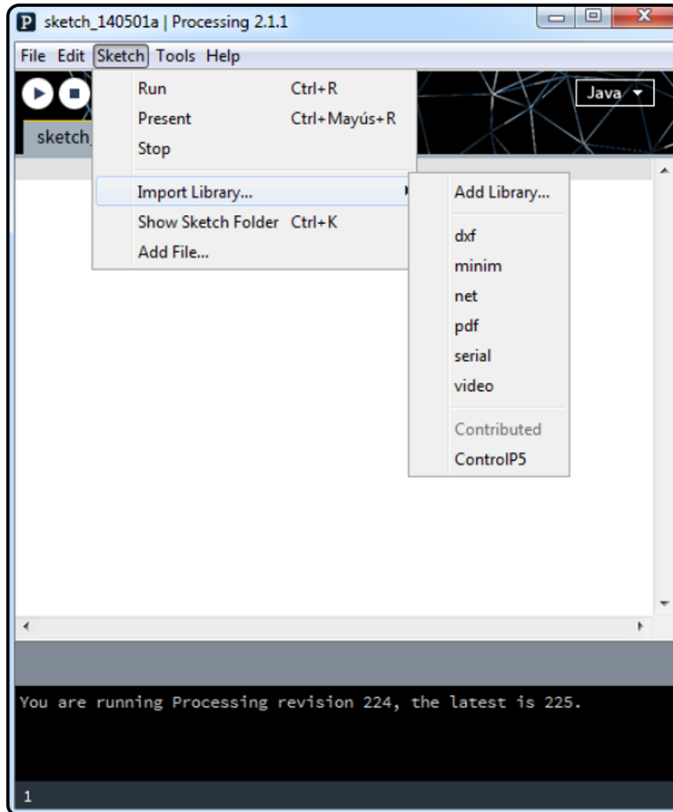 sketch_140501a | Processing 2.1.1
File Edit Sketch Tools Help
Java
sketch_
Run Ctrl+R
Present Ctrl+Mayús+R
Stop
Import Library...
Show Sketch Folder Ctrl+K
Add File...
Add Library...
dxf
minim
net
pdf
serial
video
Contributed
ControlP5
You are running Processing revision 224, the latest is 225.
1